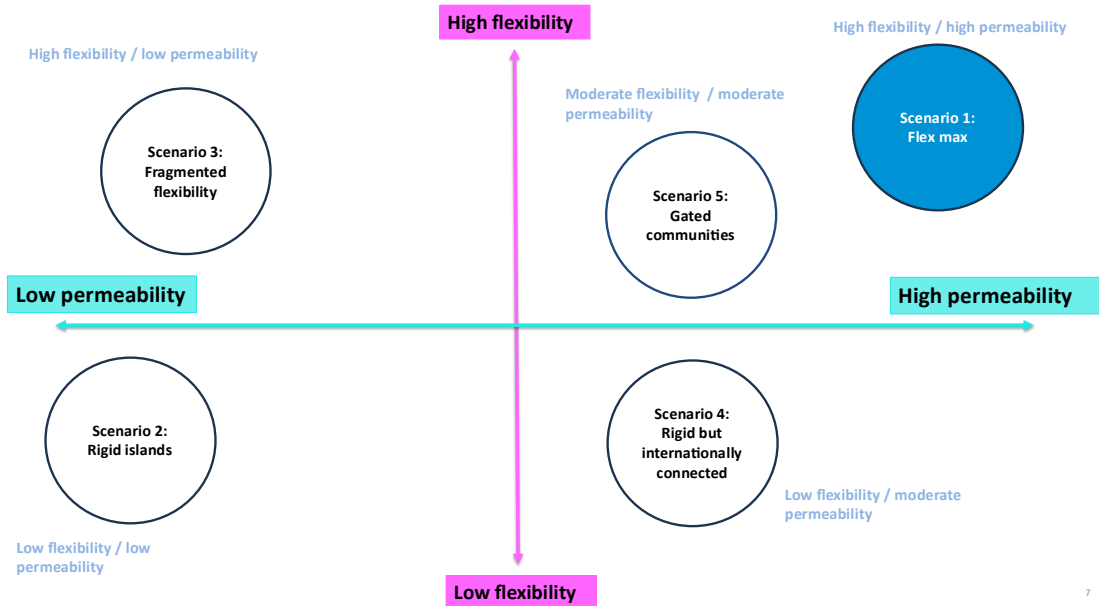 High flexibility
High flexibility / high permeability
High flexibility / low permeability
Moderate flexibility / moderate
permeability
Scenario 1:
Flex max
Scenario 3:
Fragmented
flexibility
Scenario 5:
Gated
communities
Low permeability
High permeability
Scenario 2:
Rigid islands
Scenario 4:
Rigid but
internationally
connected
Low flexibility / moderate
permeability
Low flexibility / low
permeability
Low flexibility
7